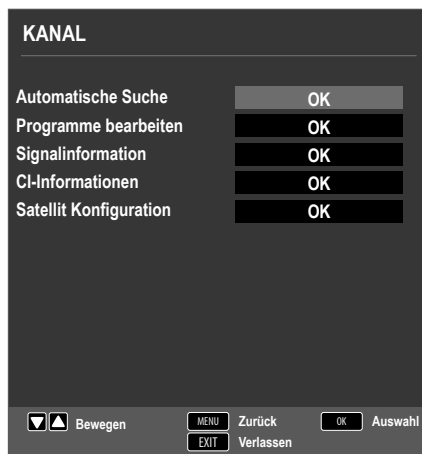 KANAL
Automatische Suche OK
Programme bearbeiten OK
Signalinformation OK
CI-Informationen OK
Satellit Konfiguration OK
Bewegen MENU Zurück OK Auswahl
EXIT Verlassen